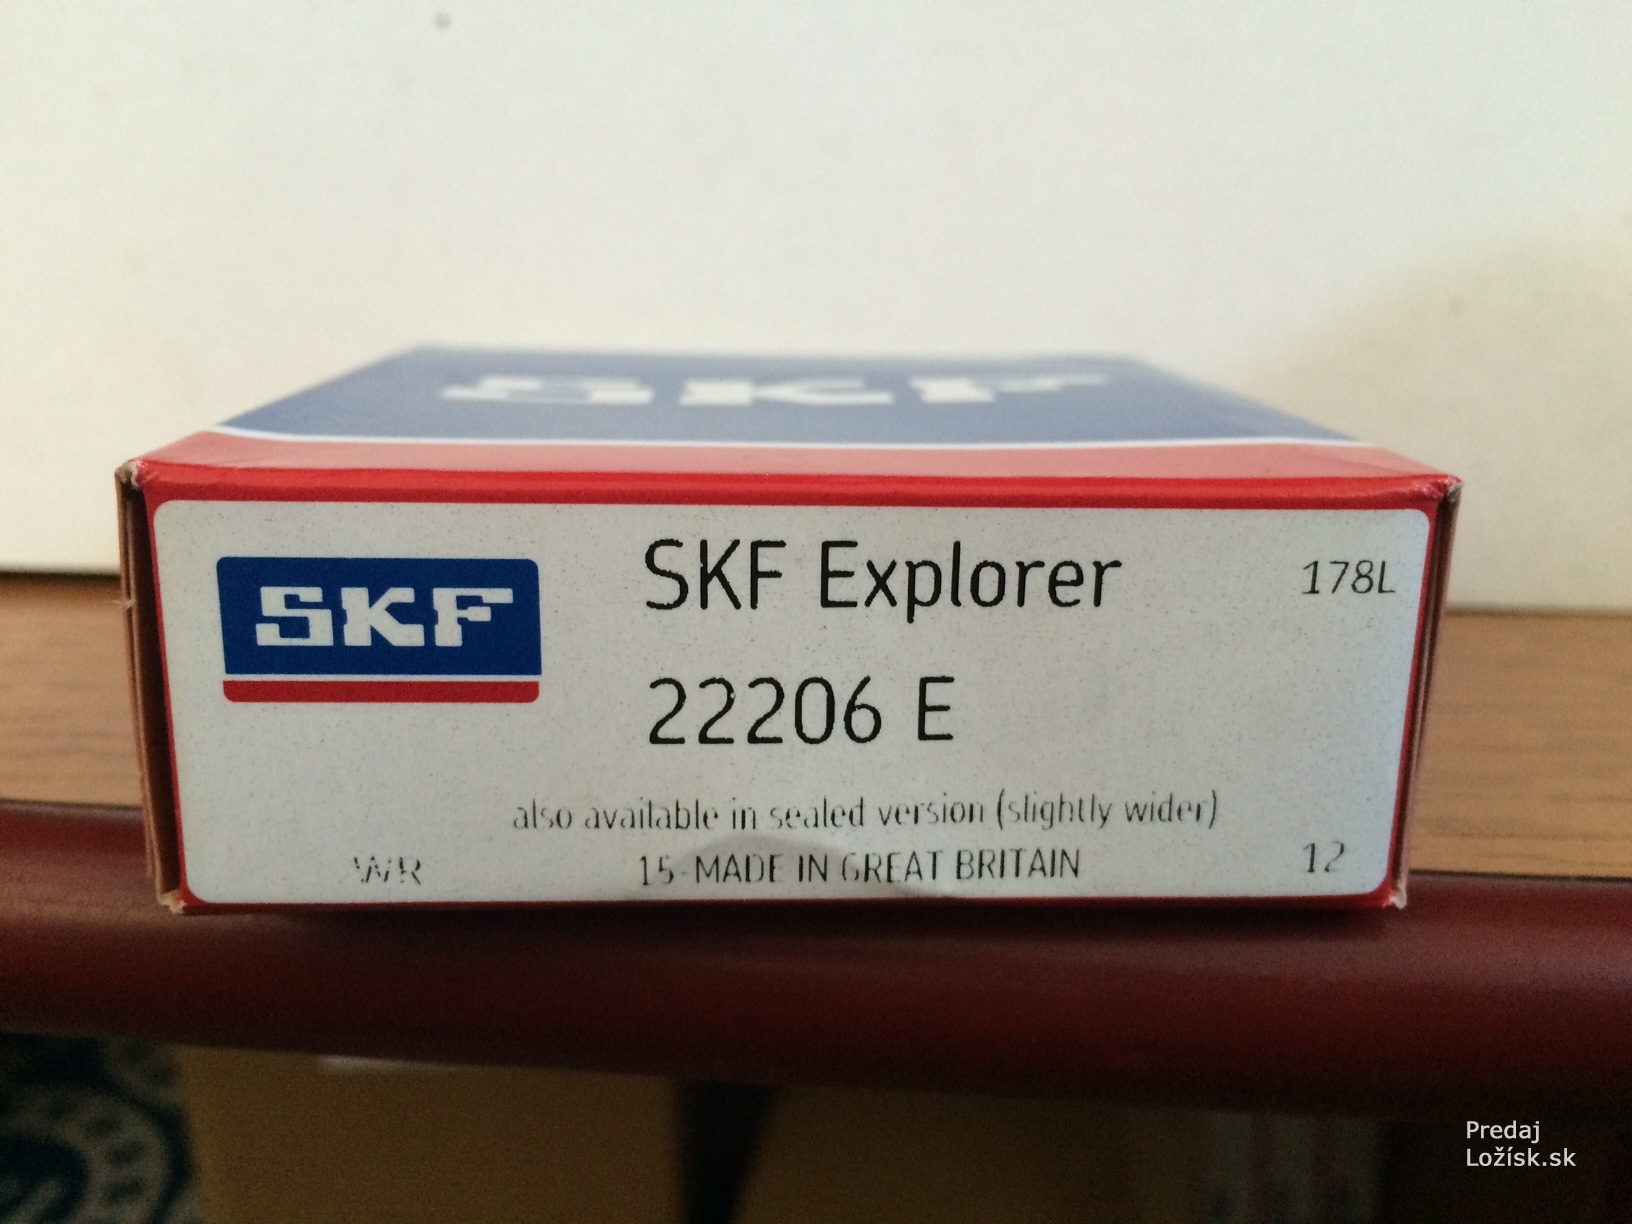 SKF
SKF
SKF Explorer
178L
22206 E
also available in sealed version (slightly wider)
WR
15-MADE IN GREAT BRITAIN
12
Predaj
Ložísk.sk